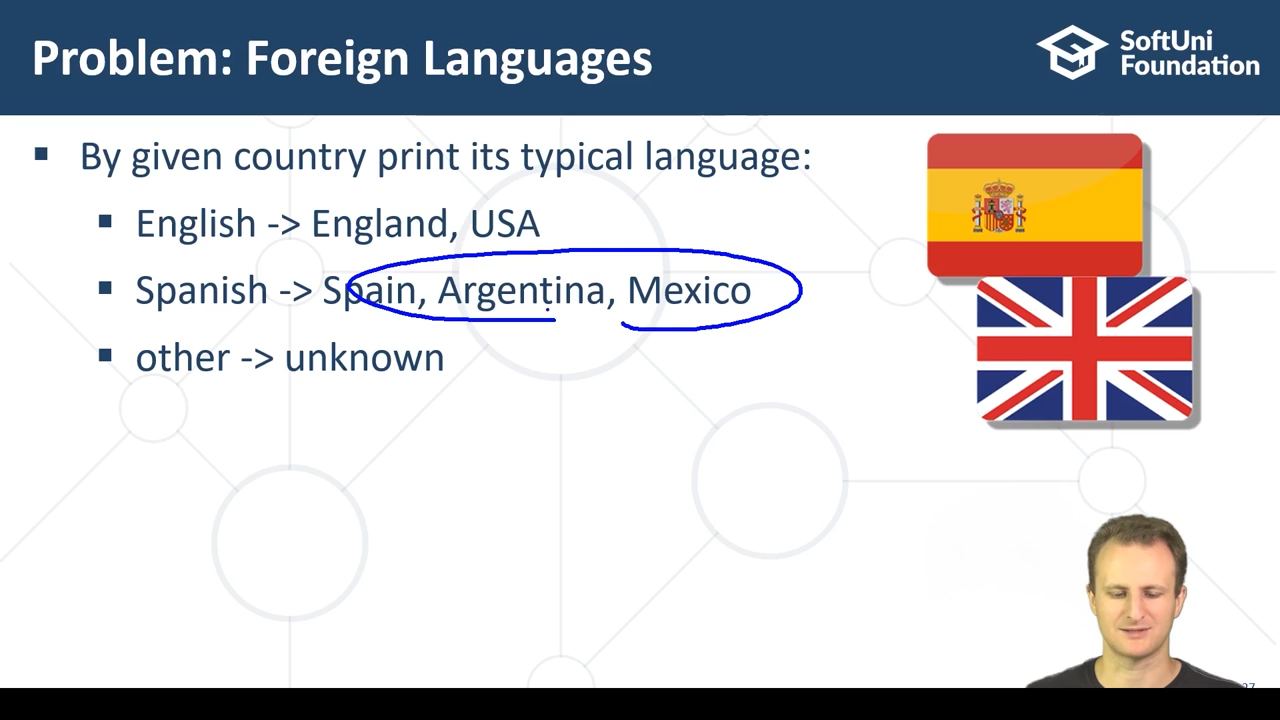 Problem: Foreign Languages
SoftUni
Foundation
By given country print its typical language:
English -> England, USA
Spanish -> Spain, Argentina, Mexico
other -> unknown